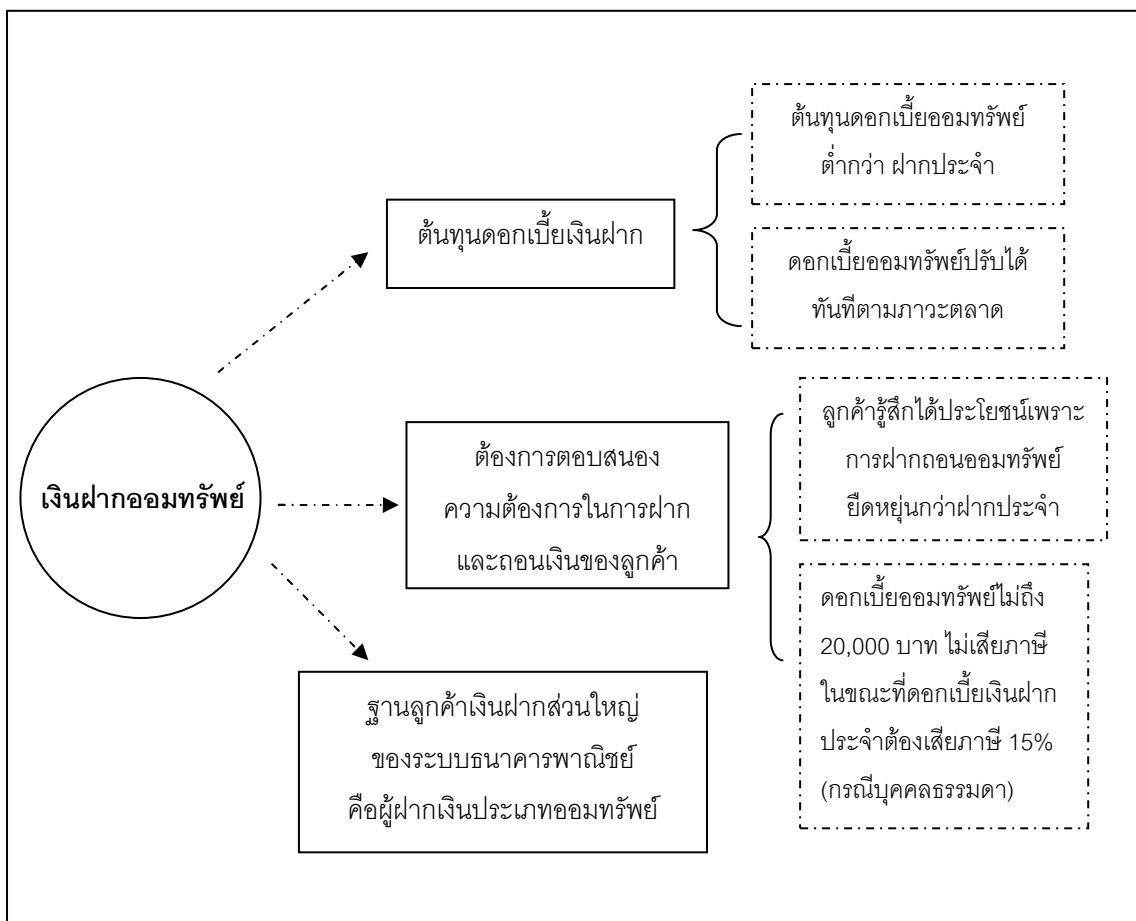 เงินฝากออมทรัพย์
ต้นทุนดอกเบี้ยเงินฝาก
ต้นทุนดอกเบี้ยออมทรัพย์
ต่ำกว่า ฝากประจำ
ดอกเบี้ยออมทรัพย์ปรับได้
ทันทีตามภาวะตลาด
ต้องการตอบสนอง
ความต้องการในการฝาก
และถอนเงินของลูกค้า
ลูกค้ารู้สึกได้ประโยชน์เพราะ
การฝากถอนออมทรัพย์
ยืดหยุ่นกว่าฝากประจำ
ดอกเบี้ยออมทรัพย์ไม่ถึง
20,000 บาท ไม่เสียภาษี
ในขณะที่ดอกเบี้ยเงินฝาก
ประจำต้องเสียภาษี 15%
(กรณีบุคคลธรรมดา)
ฐานลูกค้าเงินฝากส่วนใหญ่
ของระบบธนาคารพาณิชย์
คือผู้ฝากเงินประเภทออมทรัพย์